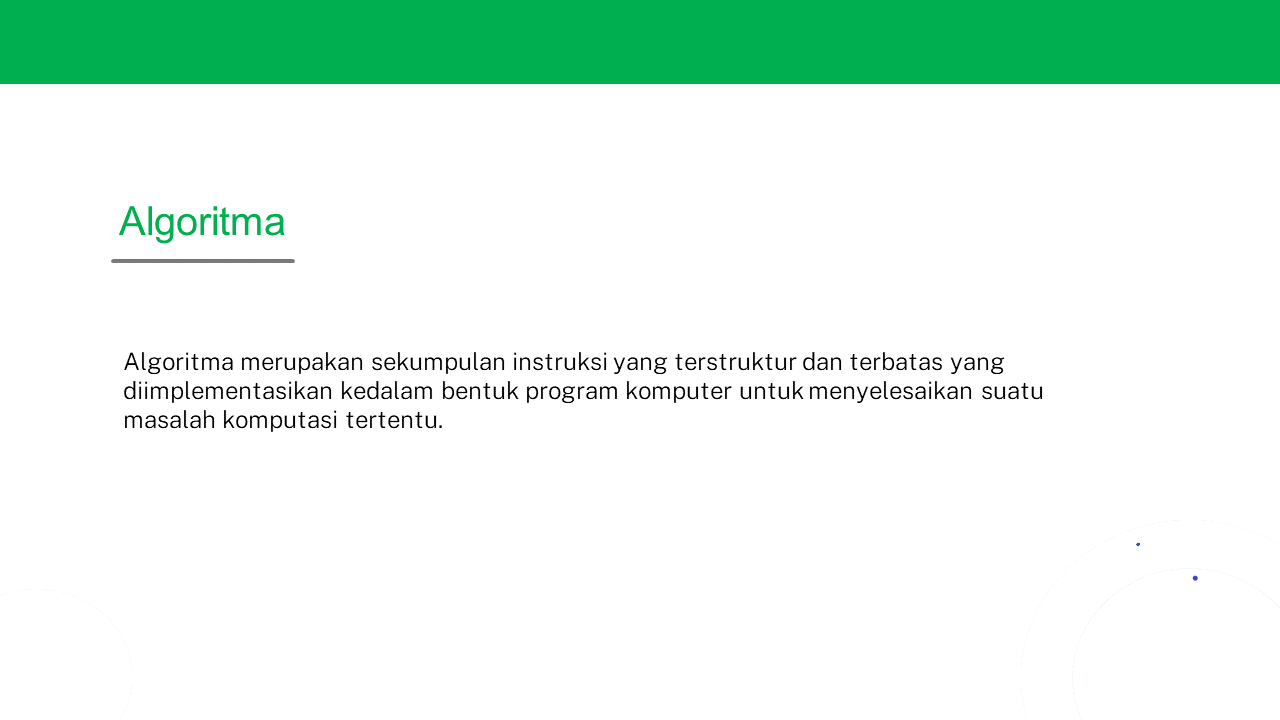 Algoritma
Algoritma merupakan sekumpulan instruksi yang terstruktur dan terbatas yang
diimplementasikan kedalam bentuk program komputer untuk menyelesaikan suatu
masalah komputasi tertentu.